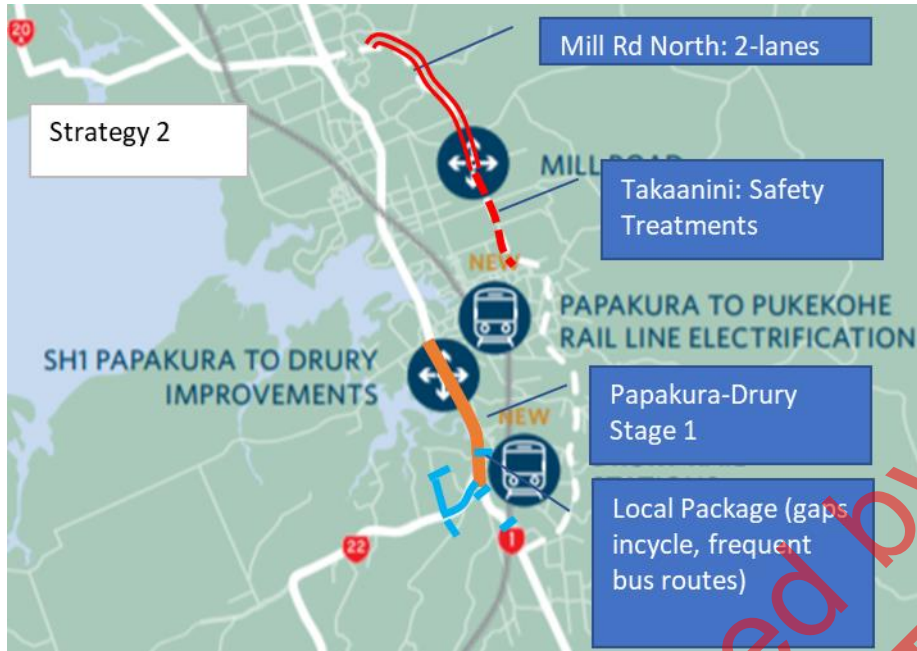 20
Mill Rd North: 2-lanes
Strategy 2
MILL ROAD
Takaanini: Safety
Treatments
NEW
PAPAKURA TO PUKEKOHE
RAIL LINE ELECTRIFICATION
SH1 PAPAKURA TO DRURY
IMPROVEMENTS
Papakura-Drury
Stage 1
NEW
Local Package (gaps
incycle, frequent
bus routes)
22
1
ed by